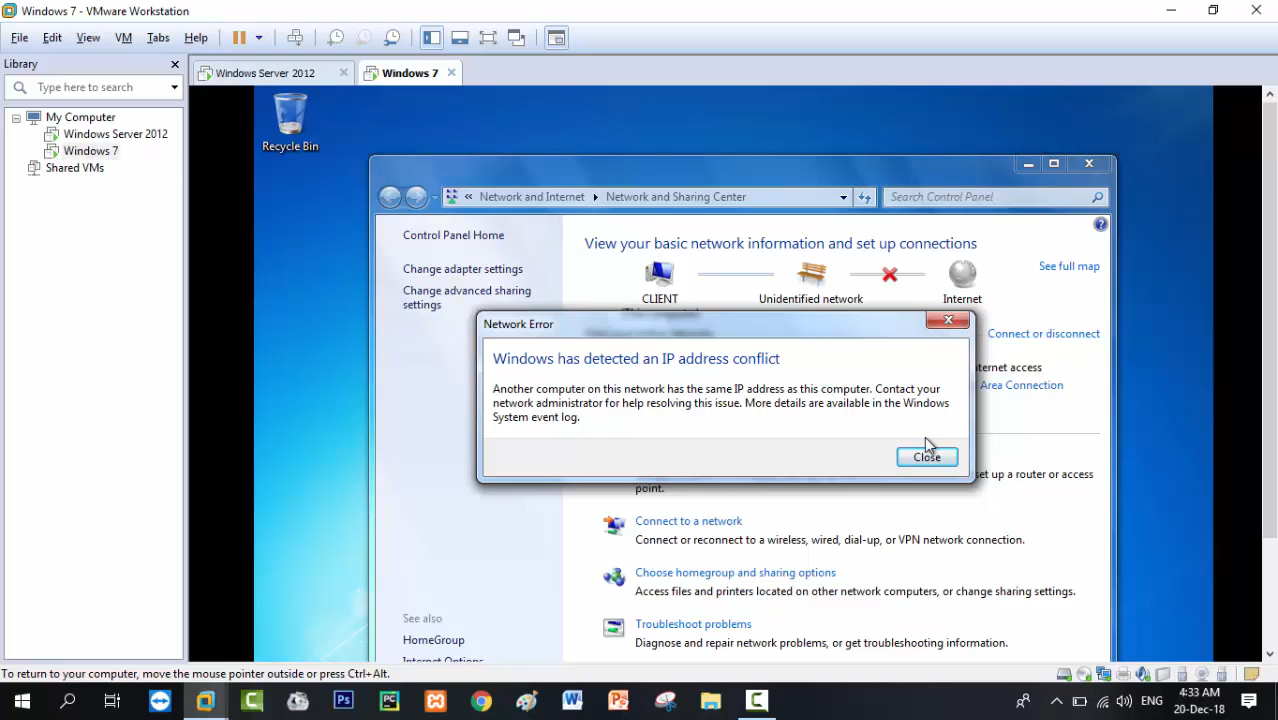 Windows 7 - VMware Workstation
File Edit View VM Tabs Help
Library
Type here to search
My Computer
Windows Server 2012
Windows 7
Shared VMs
Windows Server 2012
Windows 7
Recycle Bin
« Network and Internet Network and Sharing Center
Search Control Panel
Control Panel Home
Change adapter settings
Change advanced sharing
settings
View your basic network information and set up connections
See full map
CLIENT
Unidentified network
Internet
Connect or disconnect
ternet access
Area Connection
Network Error
Windows has detected an IP address conflict
Another computer on this network has the same IP address as this computer. Contact your
network administrator for help resolving this issue. More details are available in the Windows
System event log.
Close
set up a router or access
point.
Connect to a network
Connect or reconnect to a wireless, wired, dial-up, or VPN network connection.
Choose homegroup and sharing options
Access files and printers located on other network computers, or change sharing settings.
Troubleshoot problems
Diagnose and repair network problems, or get troubleshooting information.
See also
HomeGroup
Internet Options
To return to your computer, move the mouse pointer outside or press Ctrl+Alt.
ENG
4:33 AM
20-Dec-18